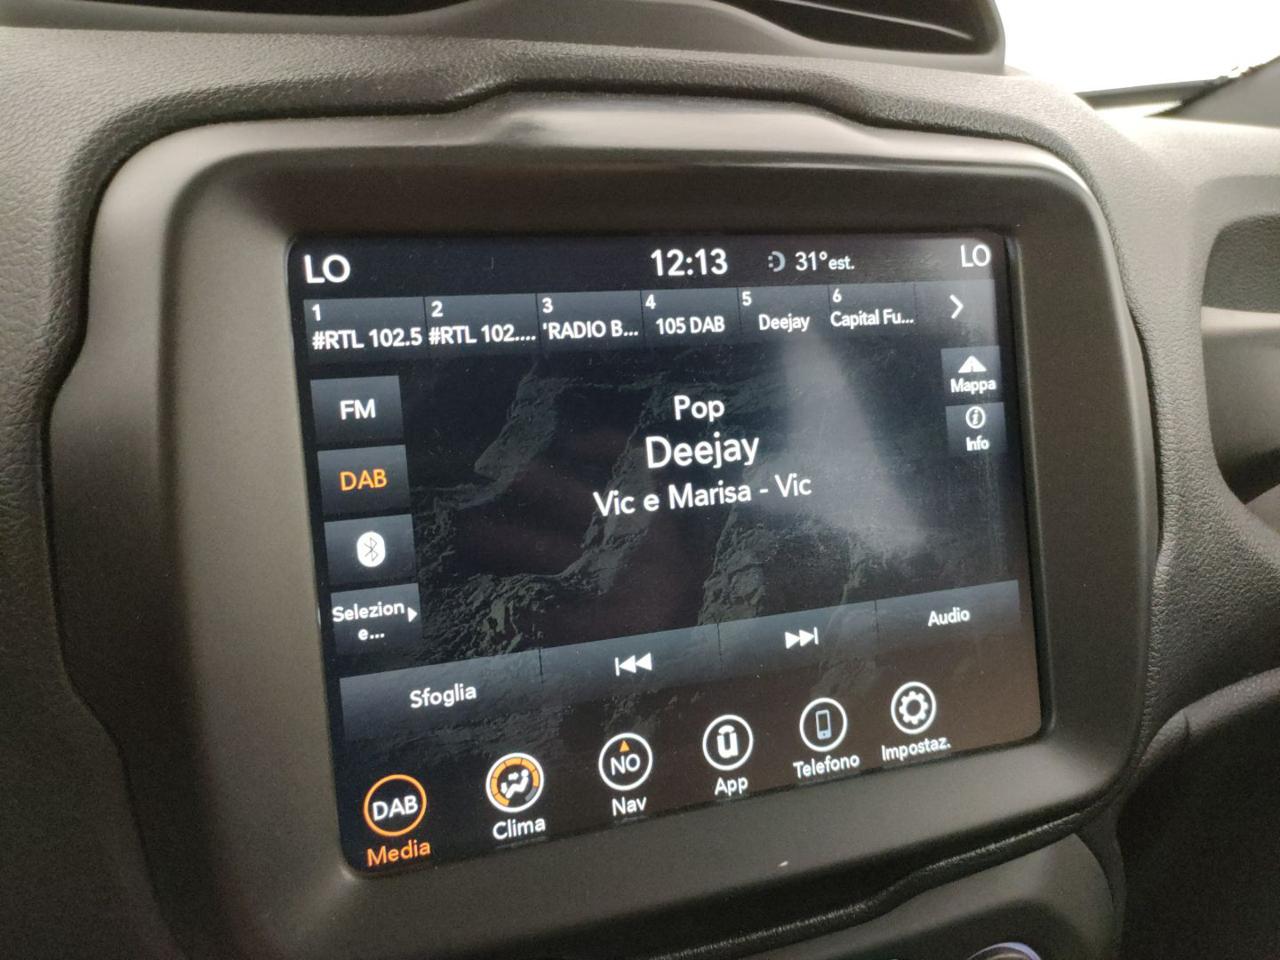 LO 12:13 31°est. LO
1 2 3 4 5 6
#RTL 102.5 #RTL 102.... 'RADIO B... 105 DAB Deejay Capital Fu...
Mappa
FM
Pop
Info
Deejay
DAB
Vic e Marisa - Vic
Selezion
e...
Sfoglia Audio
DAB NO
Media Clima Nav App Telefono Impostaz.